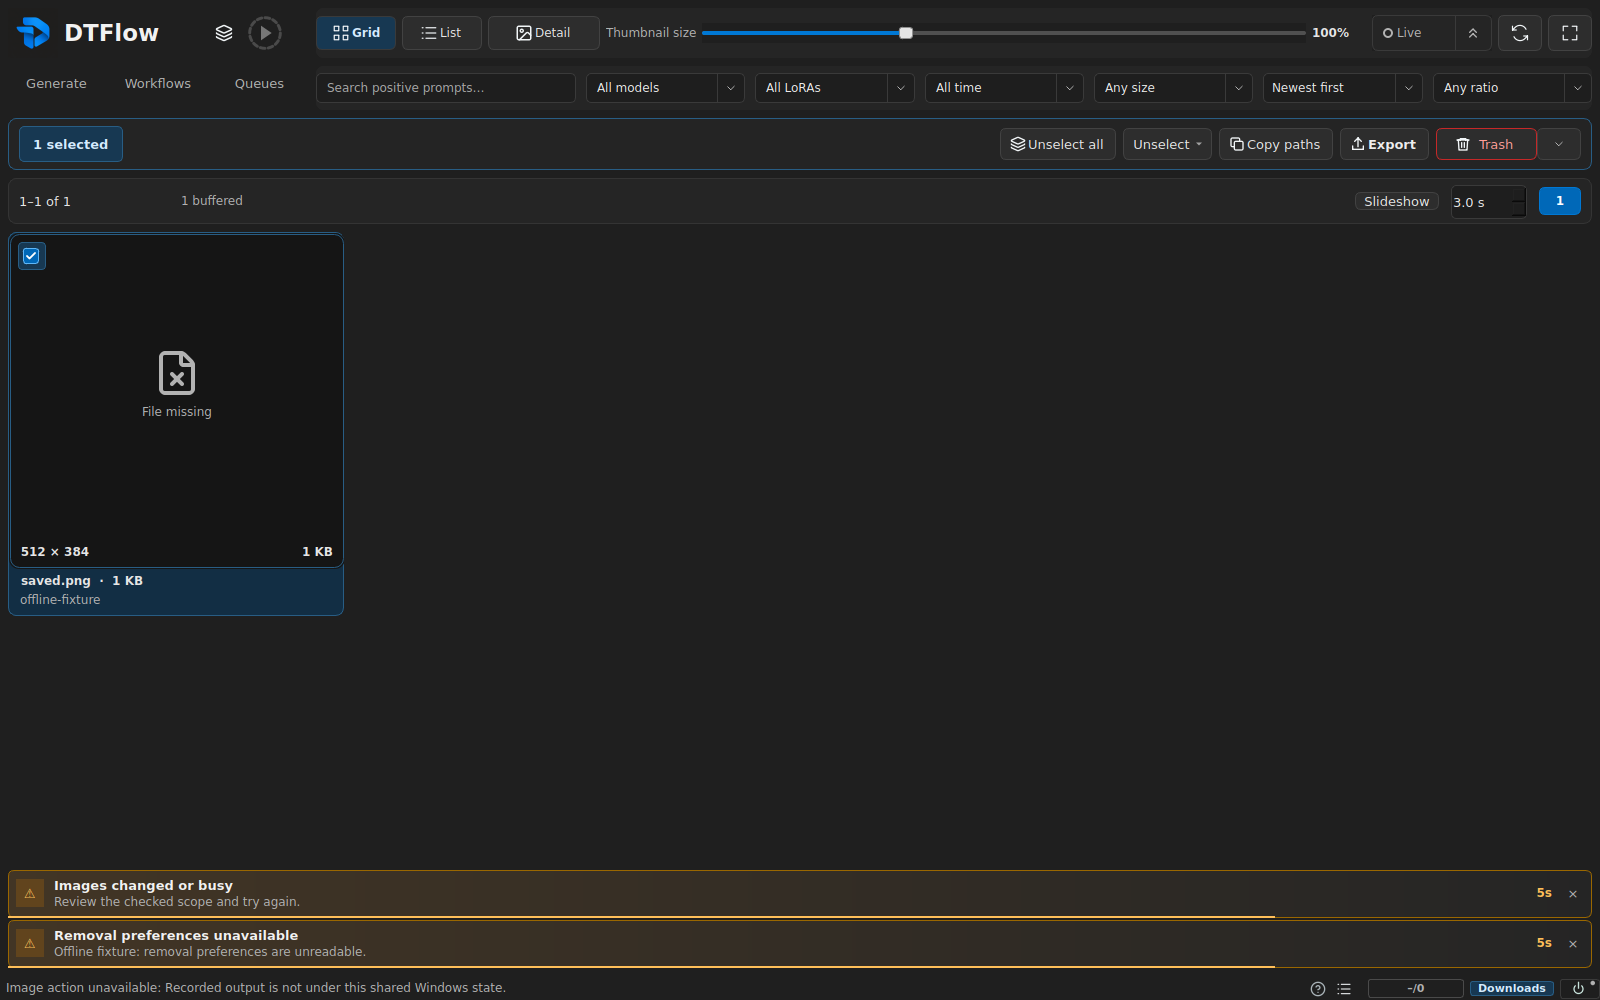 DTFlow
Grid
List
Detail
Thumbnail size
100%
Live
Generate
Workflows
Queues
Search positive prompts...
All models
All LoRAs
All time
Any size
Newest first
Any ratio
1 selected
Unselect all
Unselect
Copy paths
Export
Trash
1–1 of 1
1 buffered
Slideshow
3.0 s
1
File missing
512 × 384
1 KB
saved.png · 1 KB
offline-fixture
Images changed or busy
Review the checked scope and try again.
5s
Removal preferences unavailable
Offline fixture: removal preferences are unreadable.
5s
Image action unavailable: Recorded output is not under this shared Windows state.
–/0
Downloads